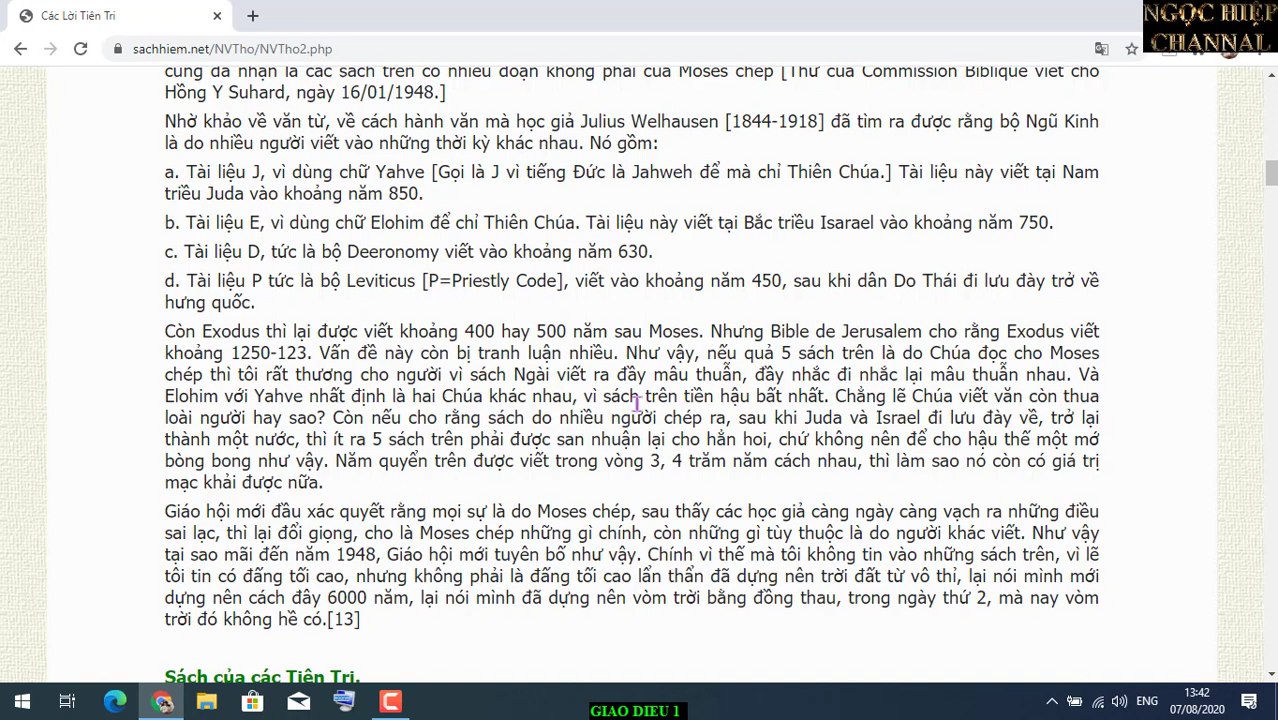 Các Lời Tiên Tri
NGỌC HIỆP
CHANNAL
sachhiem.net/NVTho/NVTho2.php
cũng đã nhận là các sách trên có nhiều đoạn không phải của Moses chép [Thư của Commission Biblique viết cho
Hồng Y Suhard, ngày 16/01/1948.]
Nhờ khảo về văn từ, về cách hành văn mà học giả Julius Welhausen [1844-1918] đã tìm ra được rằng bộ Ngũ Kinh
là do nhiều người viết vào những thời kỳ khác nhau. Nó gồm:
a. Tài liệu J, vì dùng chữ Yahve [Gọi là J vì tiếng Đức là Jahweh để mà chỉ Thiên Chúa.] Tài liệu này viết tại Nam
triều Juda vào khoảng năm 850.
b. Tài liệu E, vì dùng chữ Elohim để chỉ Thiên Chúa. Tài liệu này viết tại Bắc triều Isarael vào khoảng năm 750.
c. Tài liệu D, tức là bộ Deeronomy viết vào khoảng năm 630.
d. Tài liệu P tức là bộ Leviticus [P=Priestly Code], viết vào khoảng năm 450, sau khi dân Do Thái đi lưu đày trở về
hưng quốc.
Còn Exodus thì lại được viết khoảng 400 hay 500 năm sau Moses. Nhưng Bible de Jerusalem cho rằng Exodus viết
khoảng 1250-123. Vấn đề này còn bị tranh luận nhiều. Như vậy, nếu quả 5 sách trên là do Chúa đọc cho Moses
chép thì tôi rất thương cho người vì sách Ngài viết ra đầy mâu thuẫn, đầy nhắc đi nhắc lại mâu thuẫn nhau. Và
Elohim với Yahve nhất định là hai Chúa khác nhau, vì sách trên tiền hậu bất nhất. Chẳng lẽ Chúa viết văn còn thua
loài người hay sao? Còn nếu cho rằng sách do nhiều người chép ra, sau khi Juda và Israel đi lưu đày về, trở lại
thành một nước, thì ít ra 5 sách trên phải được san nhuận lại cho hẳn hoi, chứ không nên để cho hậu thế một mớ
bòng bong như vậy. Năm quyển trên được viết trong vòng 3, 4 trăm năm cách nhau, thì làm sao nó còn có giá trị
mạc khải được nữa.
Giáo hội mới đầu xác quyết rằng mọi sự là do Moses chép, sau thấy các học giả càng ngày càng vạch ra những điều
sai lạc, thì lại đổi giọng, cho là Moses chép những gì chính, còn những gì tùy thuộc là do người khác viết. Như vậy
tại sao mãi đến năm 1948, Giáo hội mới tuyên bố như vậy. Chính vì thế mà tôi không tin vào những sách trên, vì lẽ
tôi tin có đấng tối cao, nhưng không phải là đấng tối cao lẩn thẩn đã dựng nên trời đất từ vô thỉ, lại nói mình mới
dựng nên cách đây 6000 năm, lại nói mình đã dựng nên vòm trời bằng đồng thau, trong ngày thứ 2, mà nay vòm
trời đó không hề có.[13]
Sách của các Tiên Tri.
ENG
13:42
07/08/2020
GIAO DIEU 1